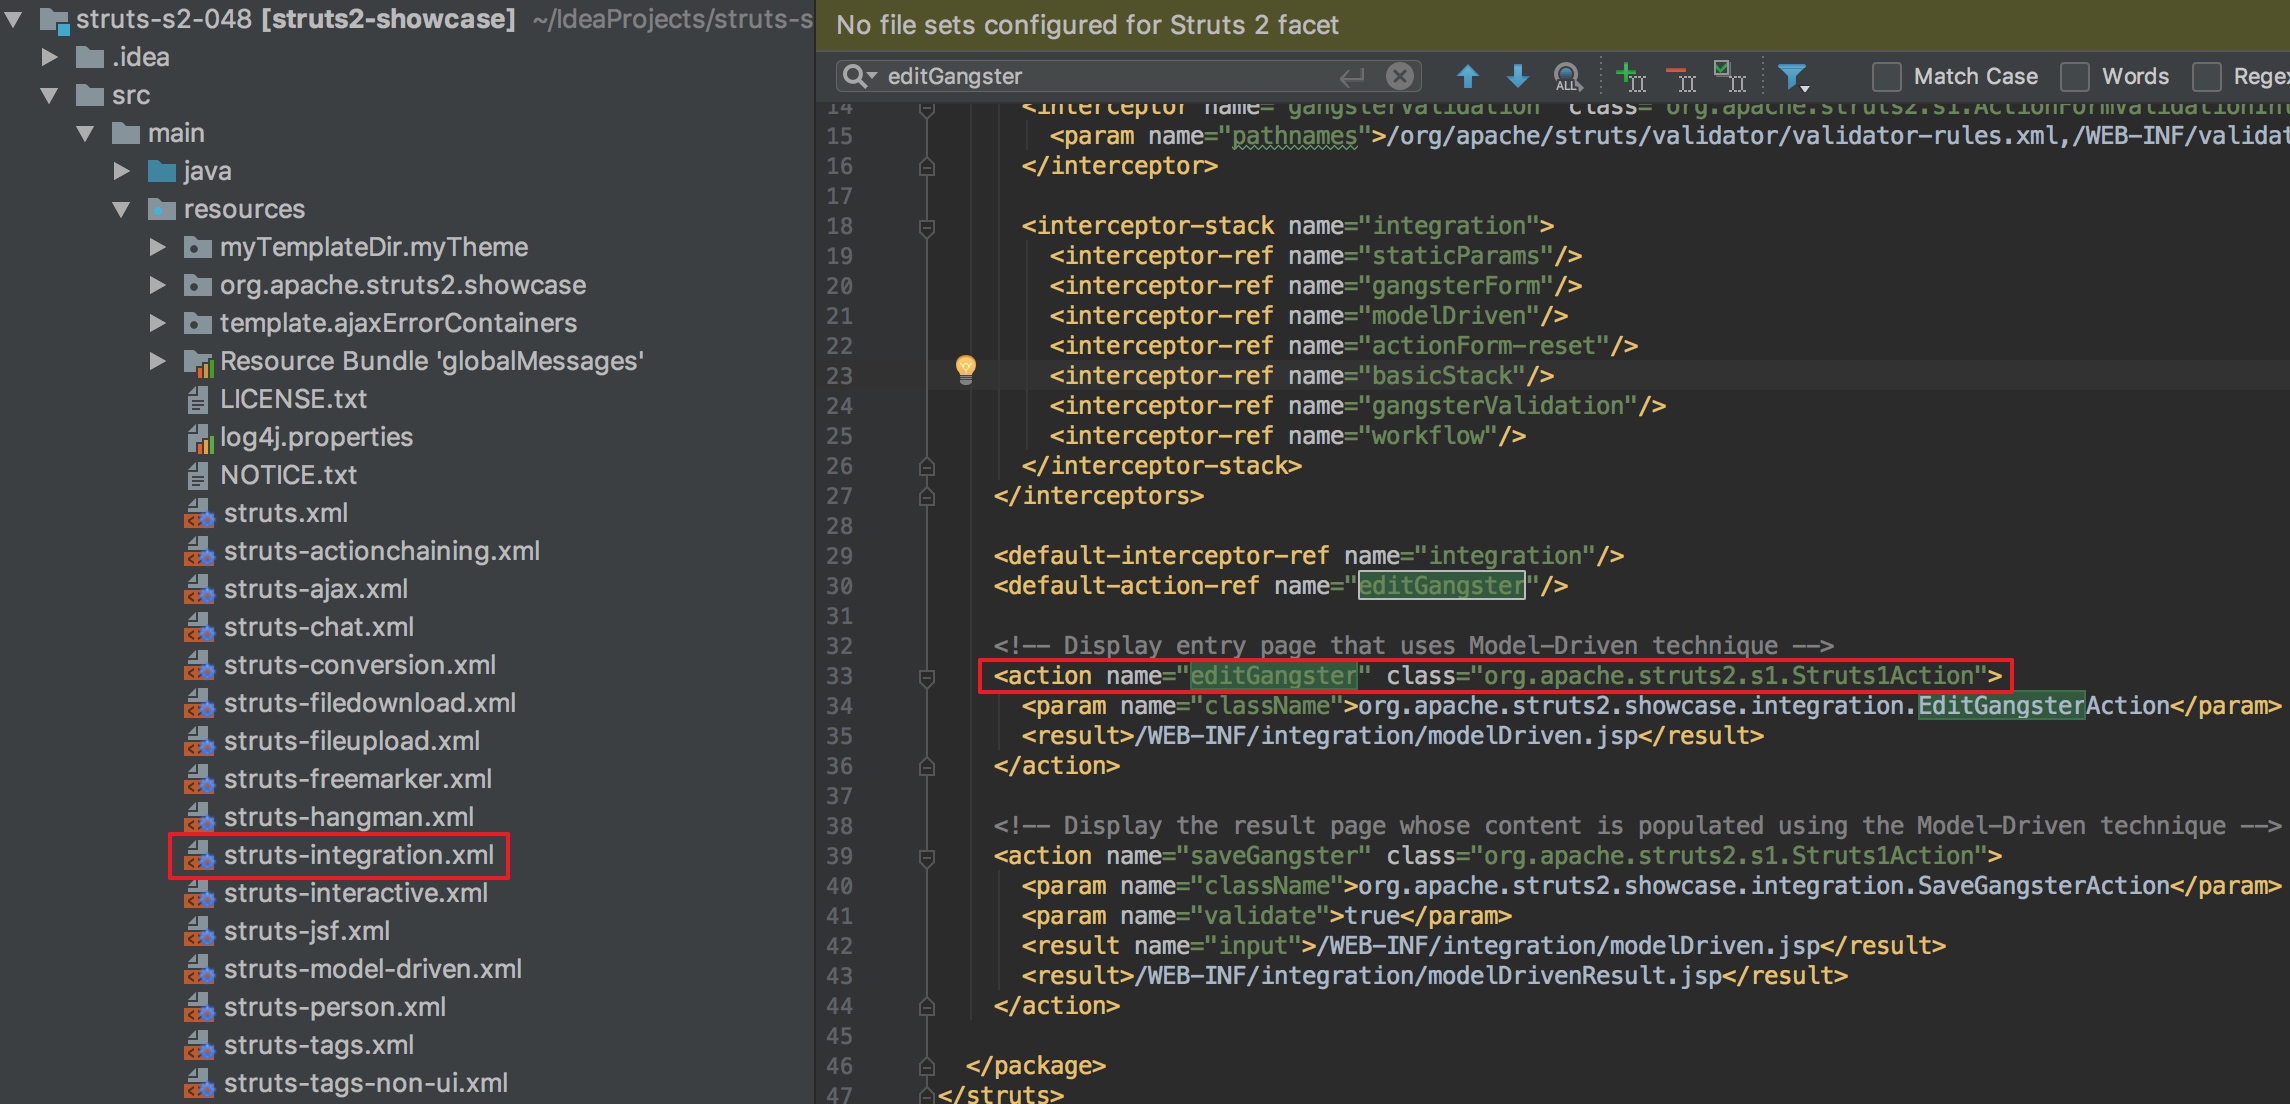 struts-s2-048 [struts2-showcase] ~/IdeaProjects/struts-s
.idea
src
main
java
resources
myTemplateDir.myTheme
org.apache.struts2.showcase
template.ajaxErrorContainers
Resource Bundle 'globalMessages'
LICENSE.txt
log4j.properties
NOTICE.txt
struts.xml
struts-actionchaining.xml
struts-ajax.xml
struts-chat.xml
struts-conversion.xml
struts-filedownload.xml
struts-fileupload.xml
struts-freemarker.xml
struts-hangman.xml
struts-integration.xml
struts-interactive.xml
struts-jsf.xml
struts-model-driven.xml
struts-person.xml
struts-tags.xml
struts-tags-non-ui.xml
No file sets configured for Struts 2 facet
editGangster ALL Match Case Words Regex
14 <interceptor name="gangsterValidation" class="org.apache.struts2.s1.ActionFormValidationInt
15 <param name="pathnames">/org/apache/struts/validator/validator-rules.xml,/WEB-INF/validat
16 </interceptor>
17
18 <interceptor-stack name="integration">
19 <interceptor-ref name="staticParams"/>
20 <interceptor-ref name="gangsterForm"/>
21 <interceptor-ref name="modelDriven"/>
22 <interceptor-ref name="actionForm-reset"/>
23 <interceptor-ref name="basicStack"/>
24 <interceptor-ref name="gangsterValidation"/>
25 <interceptor-ref name="workflow"/>
26 </interceptor-stack>
27 </interceptors>
28
29 <default-interceptor-ref name="integration"/>
30 <default-action-ref name="editGangster"/>
31
32 <!-- Display entry page that uses Model-Driven technique -->
33 <action name="editGangster" class="org.apache.struts2.s1.Struts1Action">
34 <param name="className">org.apache.struts2.showcase.integration.EditGangsterAction</param>
35 <result>/WEB-INF/integration/modelDriven.jsp</result>
36 </action>
37
38 <!-- Display the result page whose content is populated using the Model-Driven technique -->
39 <action name="saveGangster" class="org.apache.struts2.s1.Struts1Action">
40 <param name="className">org.apache.struts2.showcase.integration.SaveGangsterAction</param>
41 <param name="validate">true</param>
42 <result name="input">/WEB-INF/integration/modelDriven.jsp</result>
43 <result>/WEB-INF/integration/modelDrivenResult.jsp</result>
44 </action>
45
46 </package>
47 </struts>